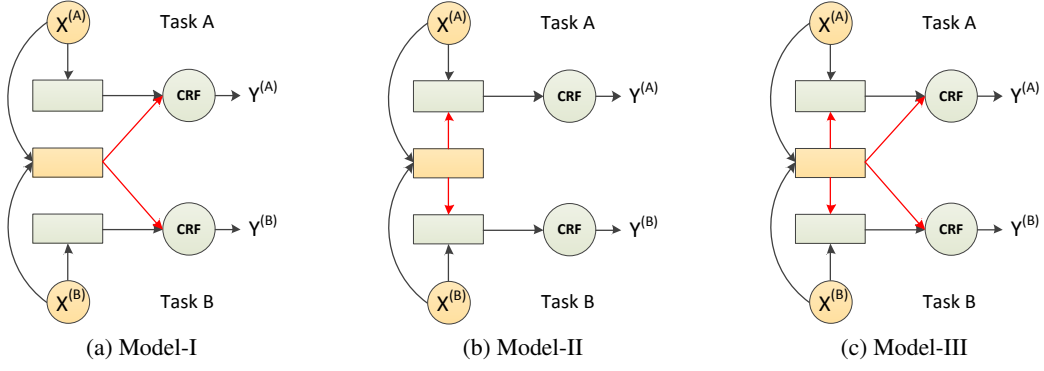 X(A) Task A
CRF Y(A)
CRF Y(B)
X(B) Task B
(a) Model-I
X(A) Task A
CRF Y(A)
CRF Y(B)
X(B) Task B
(b) Model-II
X(A) Task A
CRF Y(A)
CRF Y(B)
X(B) Task B
(c) Model-III